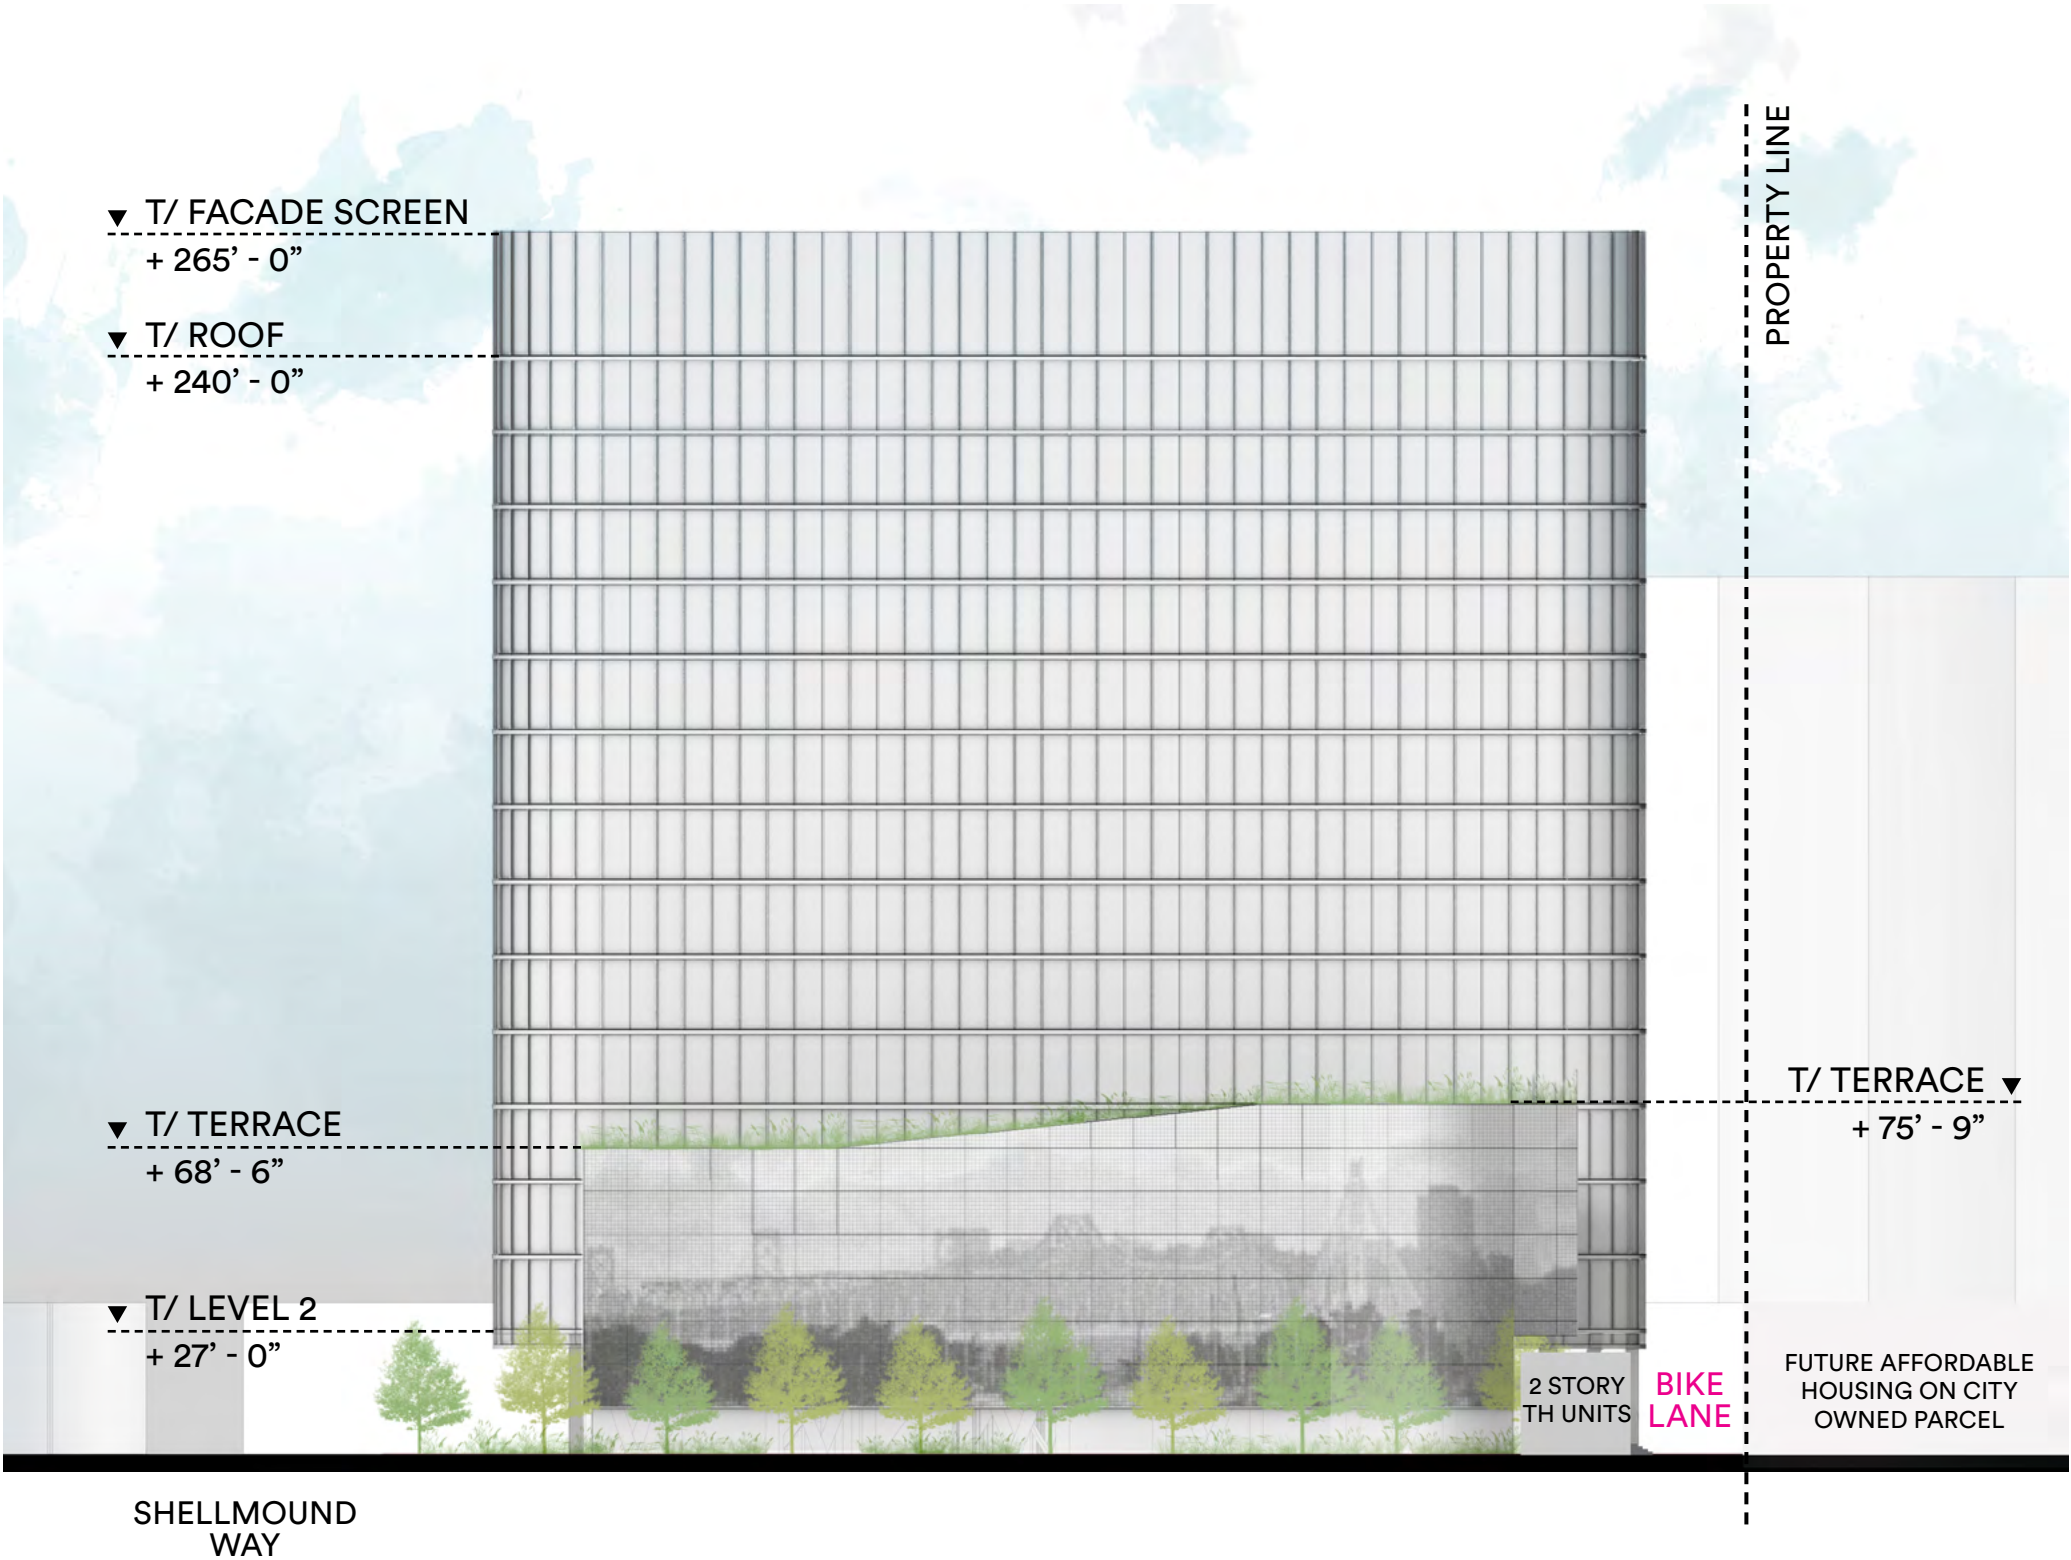 T/ FACADE SCREEN
+ 265’ - 0”
T/ ROOF
+ 240’ - 0”
PROPERTY LINE
T/ TERRACE
+ 75’ - 9”
T/ TERRACE
+ 68’ - 6”
T/ LEVEL 2
+ 27’ - 0”
2 STORY
TH UNITS
BIKE
LANE
FUTURE AFFORDABLE
HOUSING ON CITY
OWNED PARCEL
SHELLMOUND
WAY